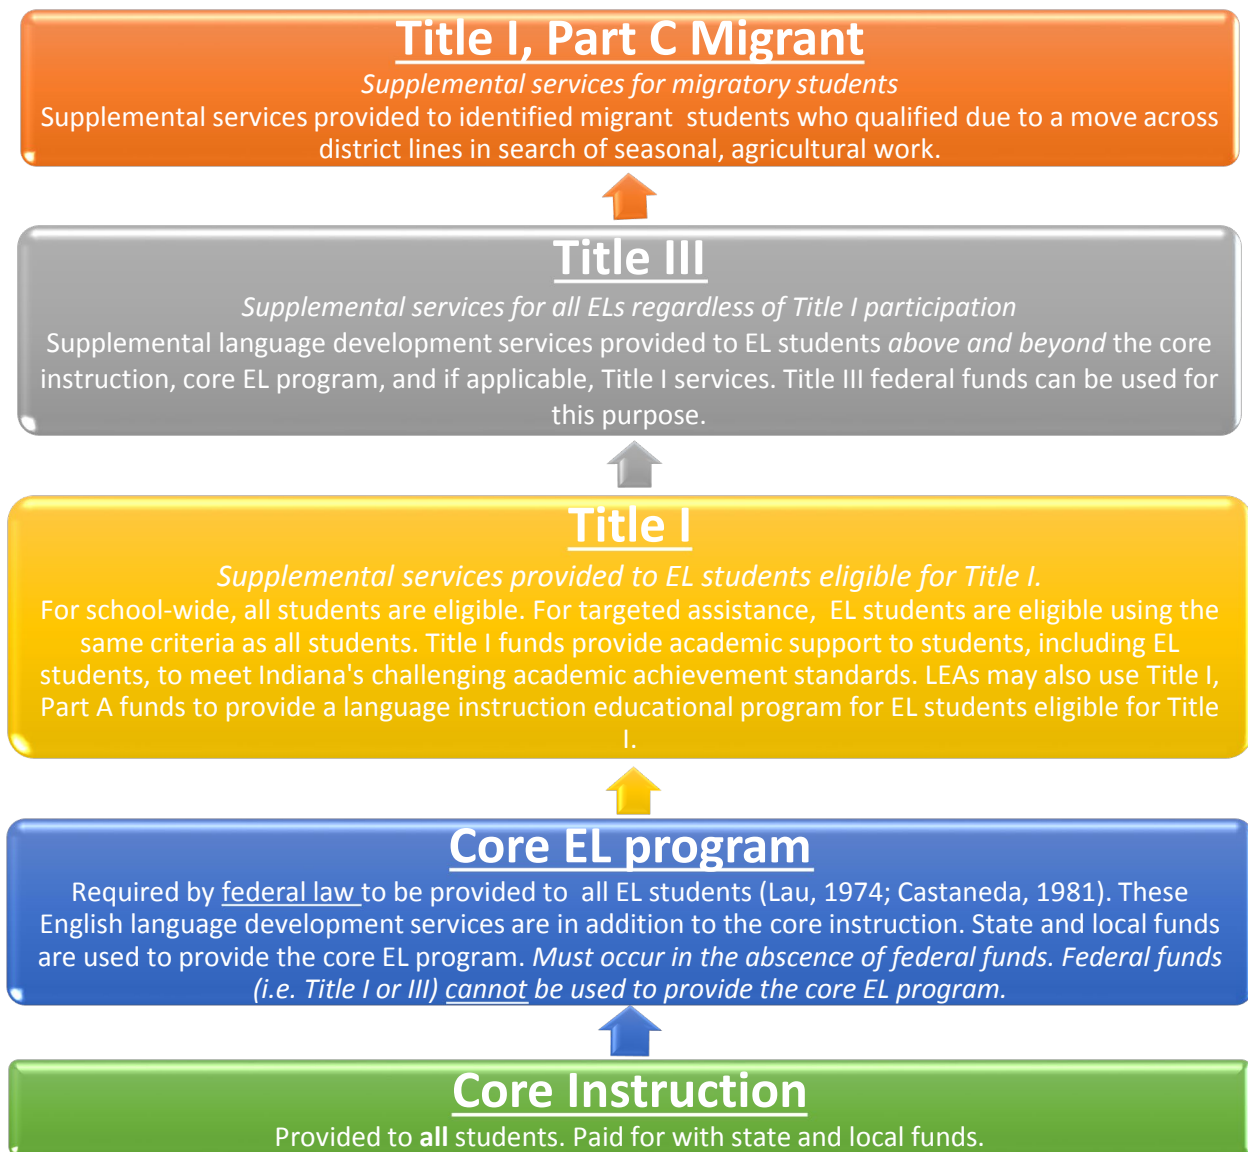 Title I, Part C Migrant
Supplemental services for migratory students
Supplemental services provided to identified migrant students who qualified due to a move across
district lines in search of seasonal, agricultural work.
Title III
Supplemental services for all ELs regardless of Title I participation
Supplemental language development services provided to EL students above and beyond the core
instruction, core EL program, and if applicable, Title I services. Title III federal funds can be used for
this purpose.
Title I
Supplemental services provided to EL students eligible for Title I.
For school-wide, all students are eligible. For targeted assistance, EL students are eligible using the
same criteria as all students. Title I funds provide academic support to students, including EL
students, to meet Indiana's challenging academic achievement standards. LEAs may also use Title I,
Part A funds to provide a language instruction educational program for EL students eligible for Title
I.
Core EL program
Required by federal law to be provided to all EL students (Lau, 1974; Castaneda, 1981). These
English language development services are in addition to the core instruction. State and local funds
are used to provide the core EL program. Must occur in the abscence of federal funds. Federal funds
(i.e. Title I or III) cannot be used to provide the core EL program.
Core Instruction
Provided to all students. Paid for with state and local funds.